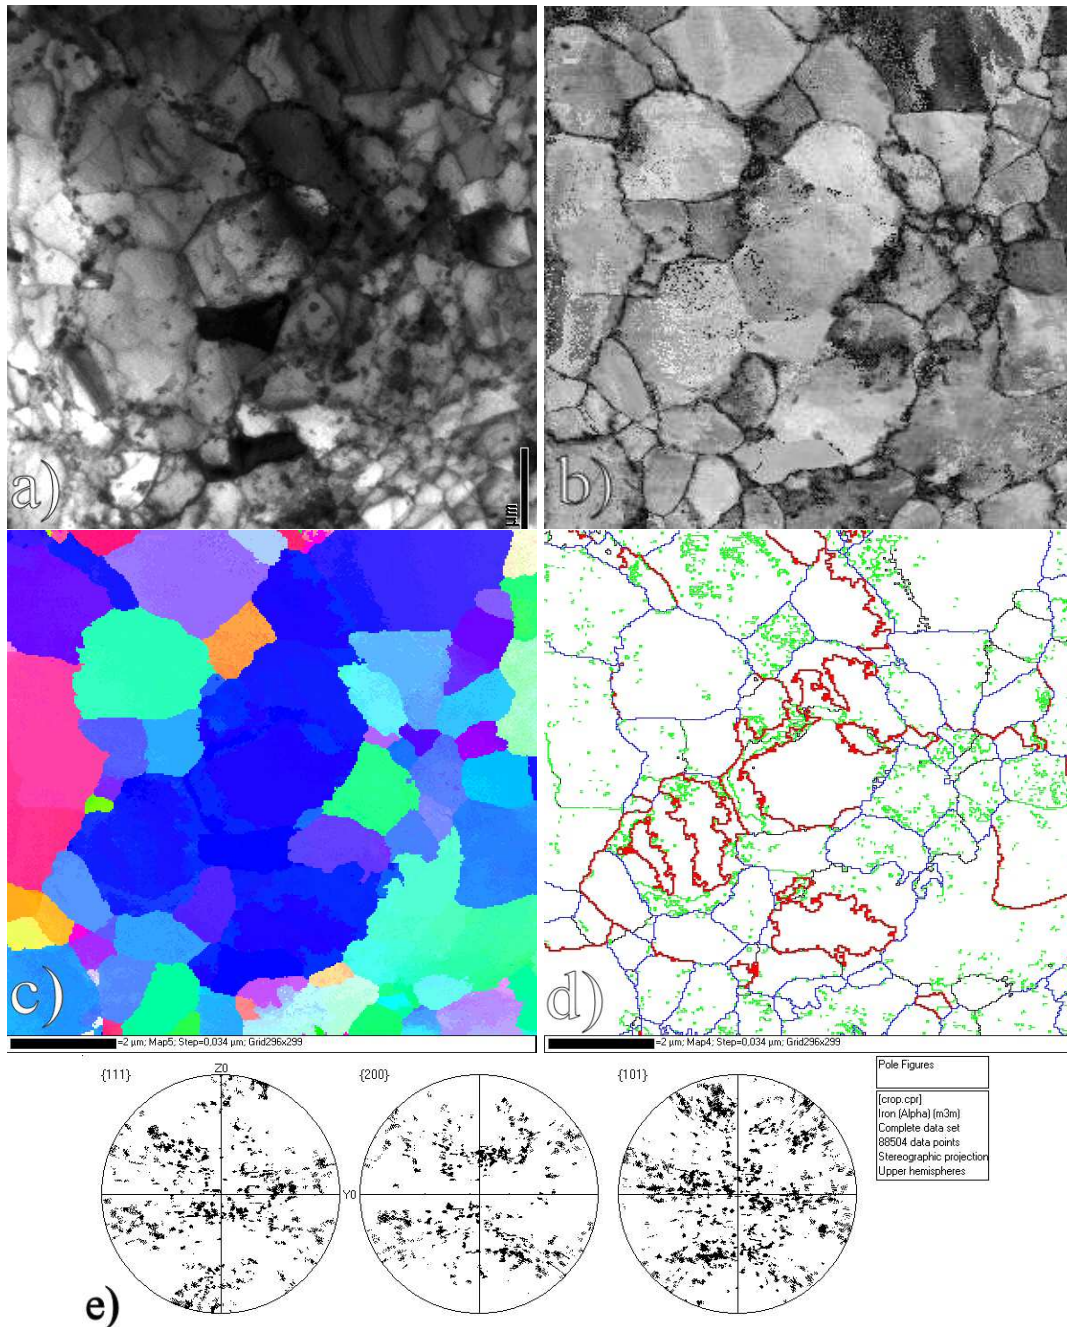 a)
µm
b)
c)
d)
=2 µm; Map5; Step=0,034 µm; Grid296x299
=2 µm; Map4; Step=0,034 µm; Grid296x299
{111}
Z0
Y0
{200}
{101}
Pole Figures
[crop.cpr]
Iron (Alpha) (m3m)
Complete data set
88504 data points
Stereographic projection
Upper hemispheres
e)